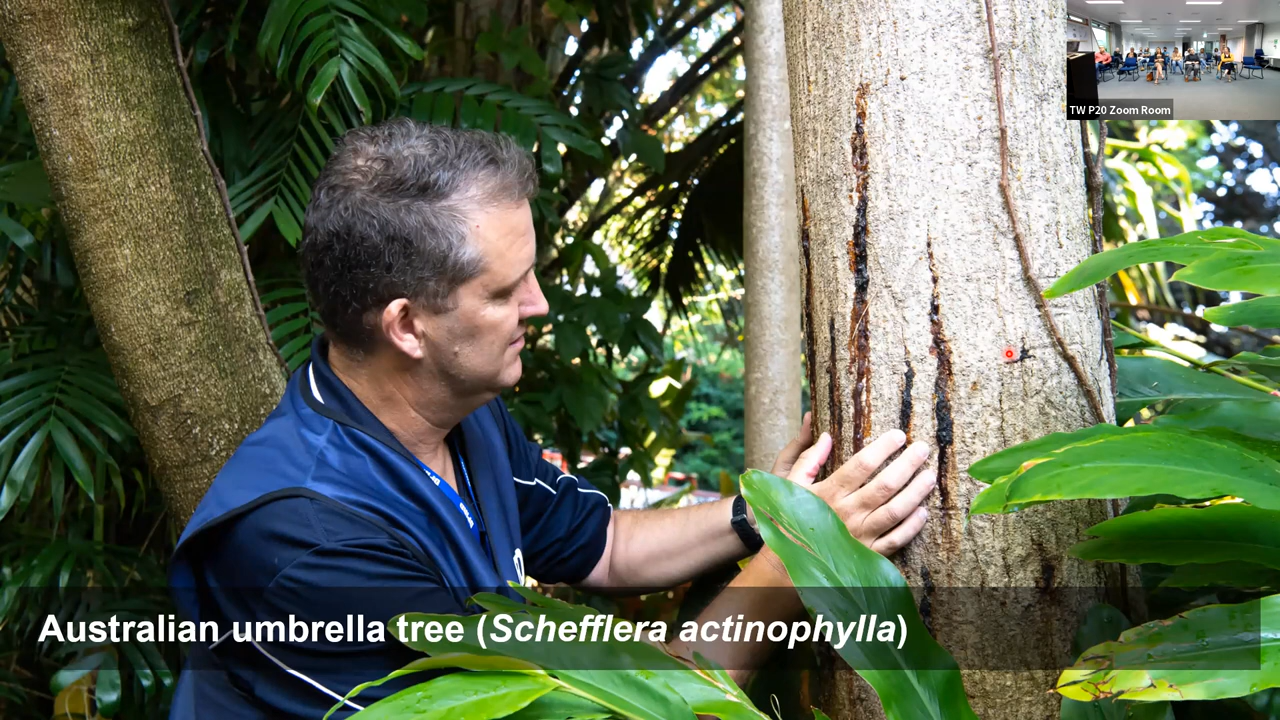 TW P20 Zoom Room
Australian umbrella tree (Schefflera actinophylla)